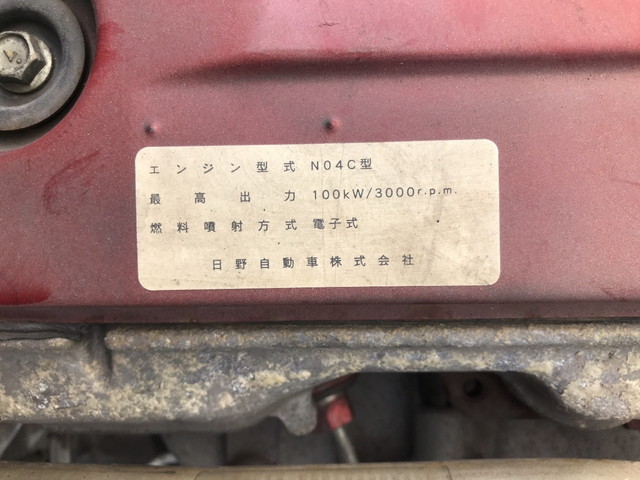 エンジン型式 N04C型
最高出力 100kW/3000r.p.m.
燃料噴射方式 電子式
日野自動車株式会社